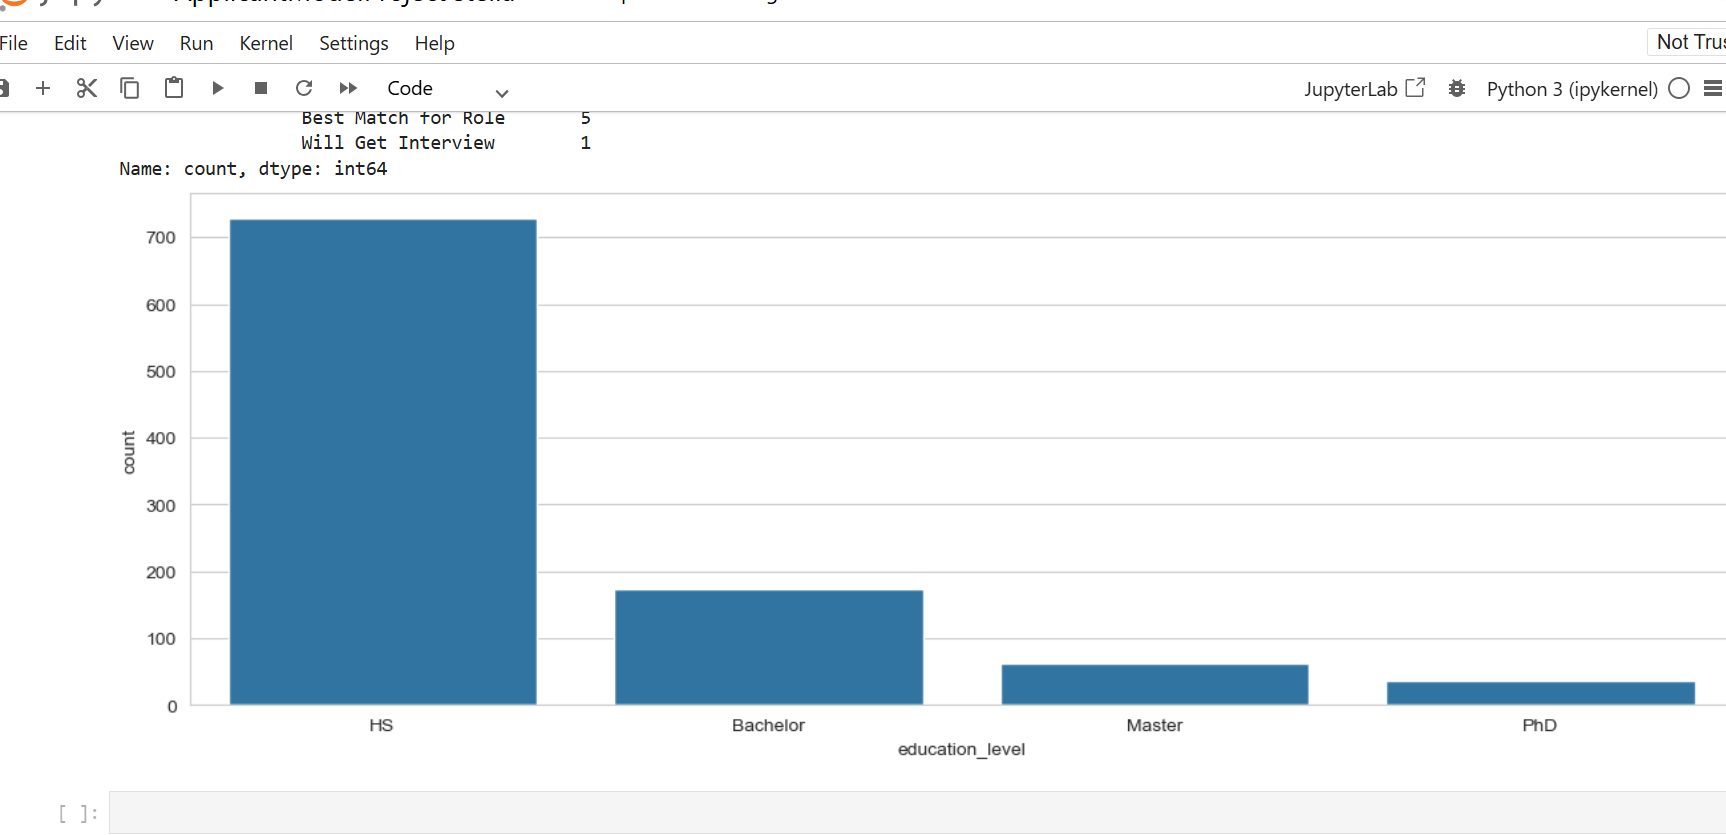 File Edit View Run Kernel Settings Help
Not Trus
Code
JupyterLab
Python 3 (ipykernel)
Best Match for Role 5
Will Get Interview 1
Name: count, dtype: int64
700
600
500
400
300
200
100
0
count
HS Bachelor Master PhD
education_level
[ ]: